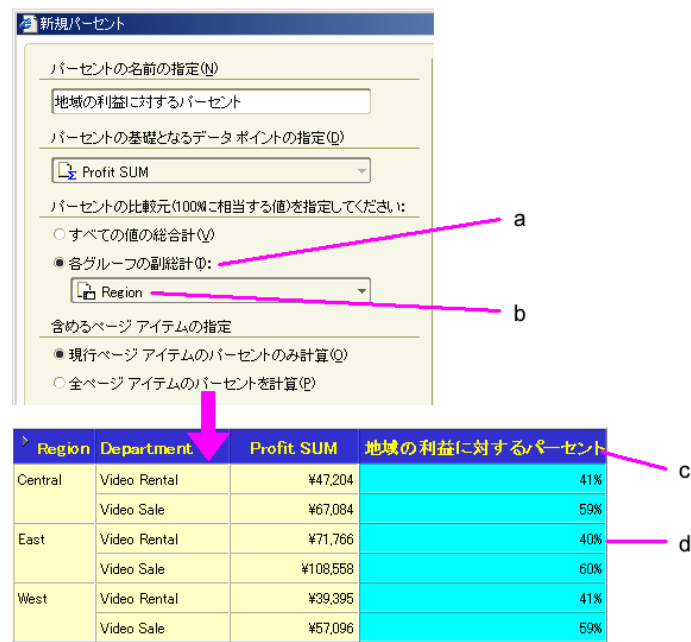 新規パーセント
パーセントの名前の指定(N)
地域の利益に対するパーセント
パーセントの基礎となるデータ ポイントの指定(D)
Profit SUM
パーセントの比較元(100%に相当する値)を指定してください:
すべての値の総合計(V)
a
各グループの副総計(I):
Region
b
含めるページ アイテムの指定
現行ページ アイテムのパーセントのみ計算(O)
全ページ アイテムのパーセントを計算(P)
Region Department Profit SUM 地域の利益に対するパーセント
c
Central Video Rental ¥47,204 41%
Video Sale ¥67,084 59%
East Video Rental ¥71,766 40%
d
Video Sale ¥108,558 60%
West Video Rental ¥39,395 41%
Video Sale ¥57,096 59%